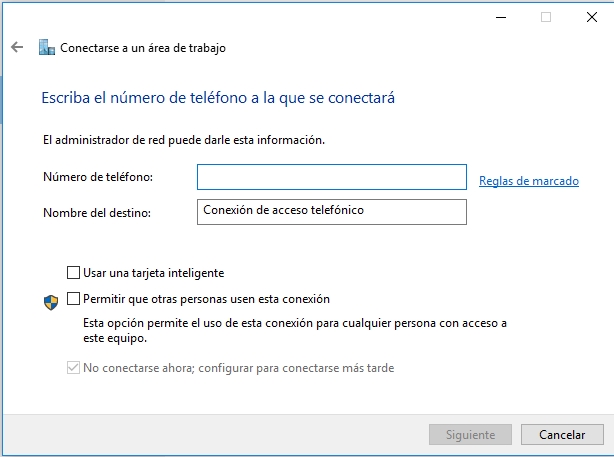 Conectarse a un área de trabajo
Escriba el número de teléfono a la que se conectará
El administrador de red puede darle esta información.
Número de teléfono:
Reglas de marcado
Nombre del destino:
Conexión de acceso telefónico
Usar una tarjeta inteligente
Permitir que otras personas usen esta conexión
Esta opción permite el uso de esta conexión para cualquier persona con acceso a
este equipo.
No conectarse ahora; configurar para conectarse más tarde
Siguiente
Cancelar